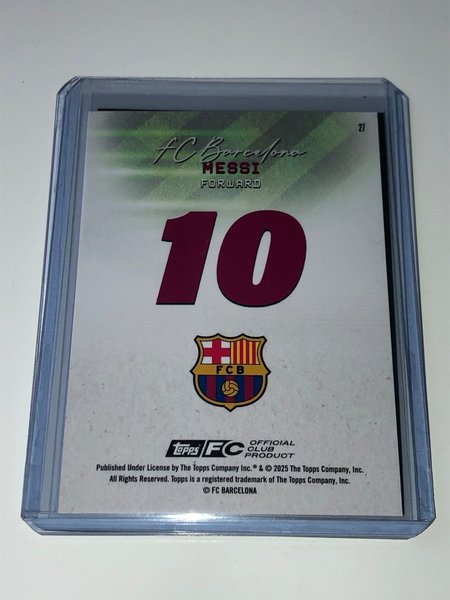 27
FC Barcelona
MESSI
FORWARD
10
FCB
Topps FC OFFICIAL
CLUB
PRODUCT
Published Under License by The Topps Company Inc.® & © 2025 The Topps Company, Inc.
All Rights Reserved. Topps is a registered trademark of The Topps Company, Inc.
© FC BARCELONA